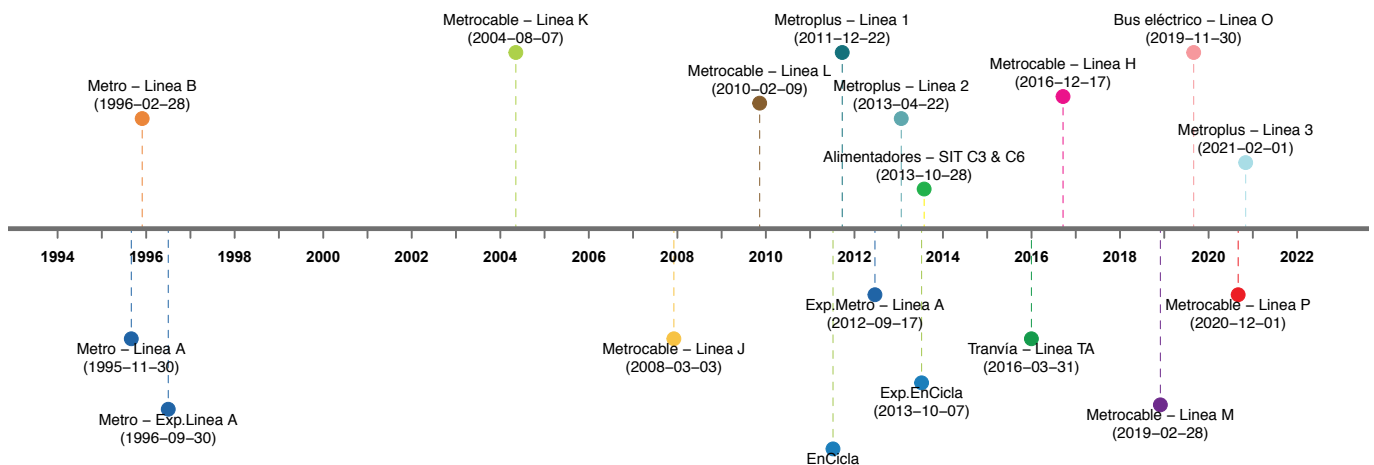 Metrocable – Linea K
(2004–08–07)
Metroplus – Linea 1
(2011–12–22)
Bus eléctrico – Linea O
(2019–11–30)
Metro – Linea B
(1996–02–28)
Metrocable – Linea L
(2010–02–09)
Metroplus – Linea 2
(2013–04–22)
Metrocable – Linea H
(2016–12–17)
Metroplus – Linea 3
(2021–02–01)
Alimentadores – SIT C3 & C6
(2013–10–28)
1994 1996 1998 2000 2002 2004 2006 2008 2010 2012 2014 2016 2018 2020 2022
Exp.Metro – Linea A
(2012–09–17)
Metrocable – Linea P
(2020–12–01)
Metro – Linea A
(1995–11–30)
Metrocable – Linea J
(2008–03–03)
Tranvía – Linea TA
(2016–03–31)
Exp.EnCicla
(2013–10–07)
Metro – Exp.Linea A
(1996–09–30)
Metrocable – Linea M
(2019–02–28)
EnCicla